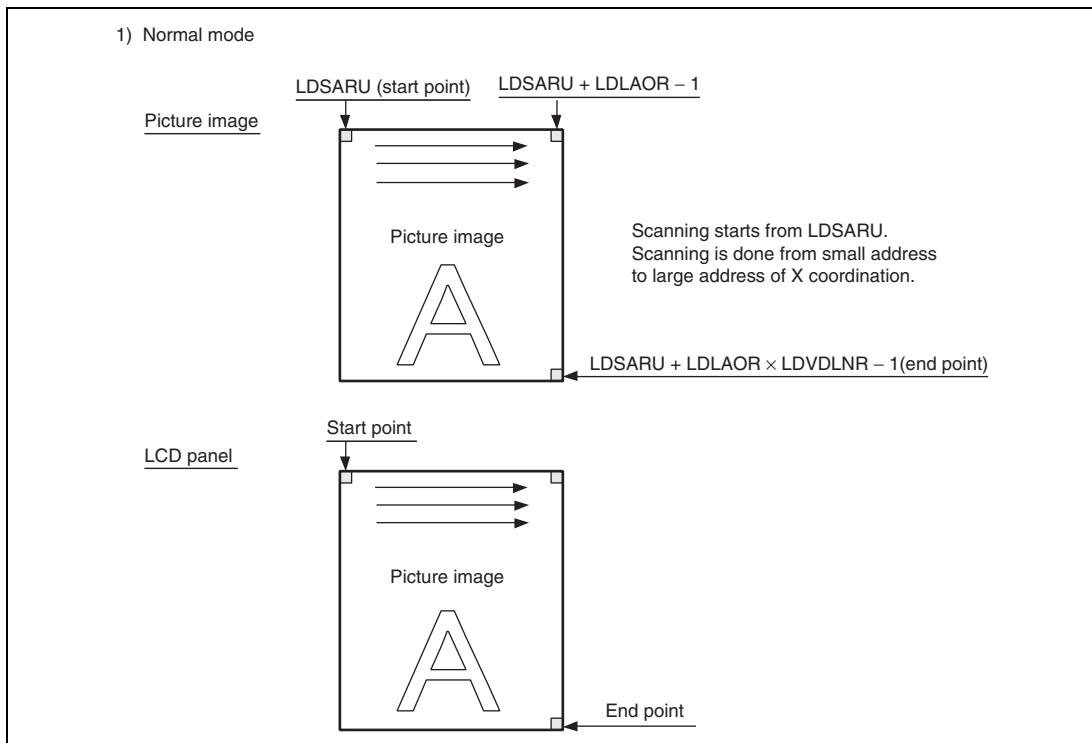 1) Normal mode
LDSARU (start point)
LDSARU + LDLAOR – 1
Picture image
Picture image
A
Scanning starts from LDSARU.
Scanning is done from small address
to large address of X coordination.
LDSARU + LDLAOR × LDVDLNR – 1(end point)
Start point
LCD panel
Picture image
A
End point